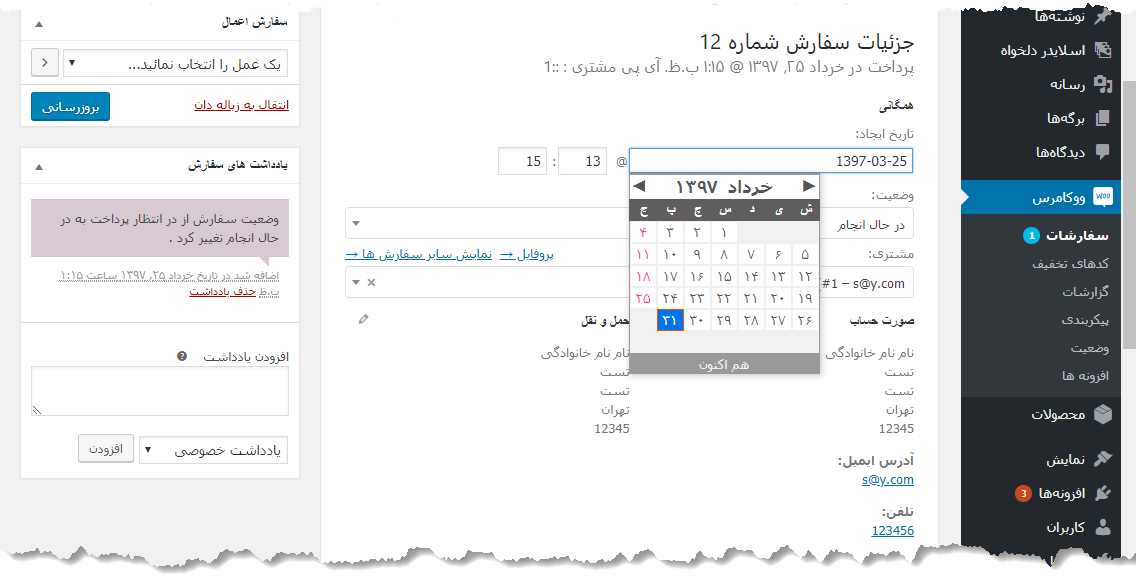 نوشته‌ها
اسلایدر دلخواه
رسانه
برگه‌ها
دیدگاه‌ها
ووکامرس
Woo
سفارشات 1
کدهای تخفیف
گزارشات
پیکربندی
وضعیت
افزونه ها
محصولات
نمایش
افزونه‌ها 3
کاربران
جزئیات سفارش شماره 12
پرداخت در خرداد ۲۵, ۱۳۹۷ @ ۱:۱۵ ب.ظ. آی پی مشتری : ::1
همگانی
تاریخ ایجاد:
1397-03-25 @ 13 : 15
خرداد ۱۳۹۷
ش ی د س چ پ ج
۱ ۲ ۳ ۴
۵ ۶ ۷ ۸ ۹ ۱۰ ۱۱
۱۲ ۱۳ ۱۴ ۱۵ ۱۶ ۱۷ ۱۸
۱۹ ۲۰ ۲۱ ۲۲ ۲۳ ۲۴ ۲۵
۲۶ ۲۷ ۲۸ ۲۹ ۳۰ ۳۱
هم اکنون
وضعیت:
در حال انجام
مشتری:
پروفایل → نمایش سایر سفارش ها →
#1 – s@y.com ×
صورت حساب
نام نام خانوادگی
تست
تست
تهران
12345
آدرس ایمیل:
s@y.com
تلفن:
123456
حمل و نقل
نام نام خانوادگی
تست
تست
تهران
12345
سفارش اعمال
یک عمل را انتخاب نمائید...
انتقال به زباله دان
بروزرسانی
یادداشت های سفارش
وضعیت سفارش از در انتظار پرداخت به در
حال انجام تغییر کرد .
اضافه شد در تاریخ خرداد ۲۵, ۱۳۹۷ ساعت ۱:۱۵
ب.ظ حذف یادداشت
افزودن یادداشت ?
یادداشت خصوصی
افزودن